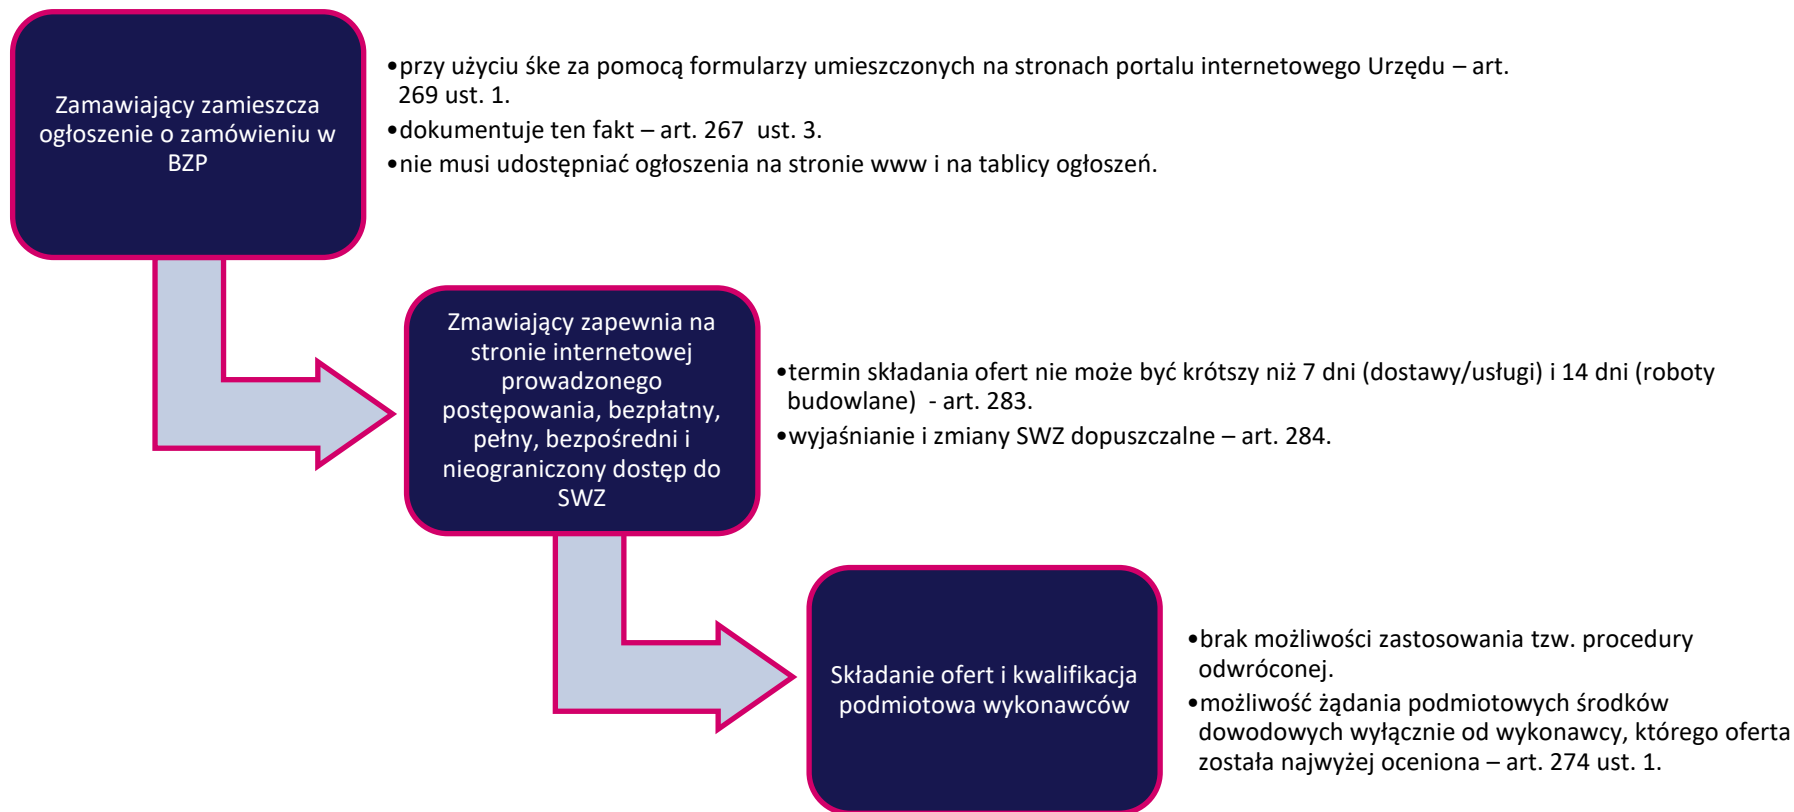 Zamawiający zamieszcza
ogłoszenie o zamówieniu w
BZP
•przy użyciu śke za pomocą formularzy umieszczonych na stronach portalu internetowego Urzędu – art.
269 ust. 1.
•dokumentuje ten fakt – art. 267 ust. 3.
•nie musi udostępniać ogłoszenia na stronie www i na tablicy ogłoszeń.
Zmawiający zapewnia na
stronie internetowej
prowadzonego
postępowania, bezpłatny,
pełny, bezpośredni i
nieograniczony dostęp do
SWZ
•termin składania ofert nie może być krótszy niż 7 dni (dostawy/usługi) i 14 dni (roboty
budowlane) - art. 283.
•wyjaśnianie i zmiany SWZ dopuszczalne – art. 284.
Składanie ofert i kwalifikacja
podmiotowa wykonawców
•brak możliwości zastosowania tzw. procedury
odwróconej.
•możliwość żądania podmiotowych środków
dowodowych wyłącznie od wykonawcy, którego oferta
została najwyżej oceniona – art. 274 ust. 1.